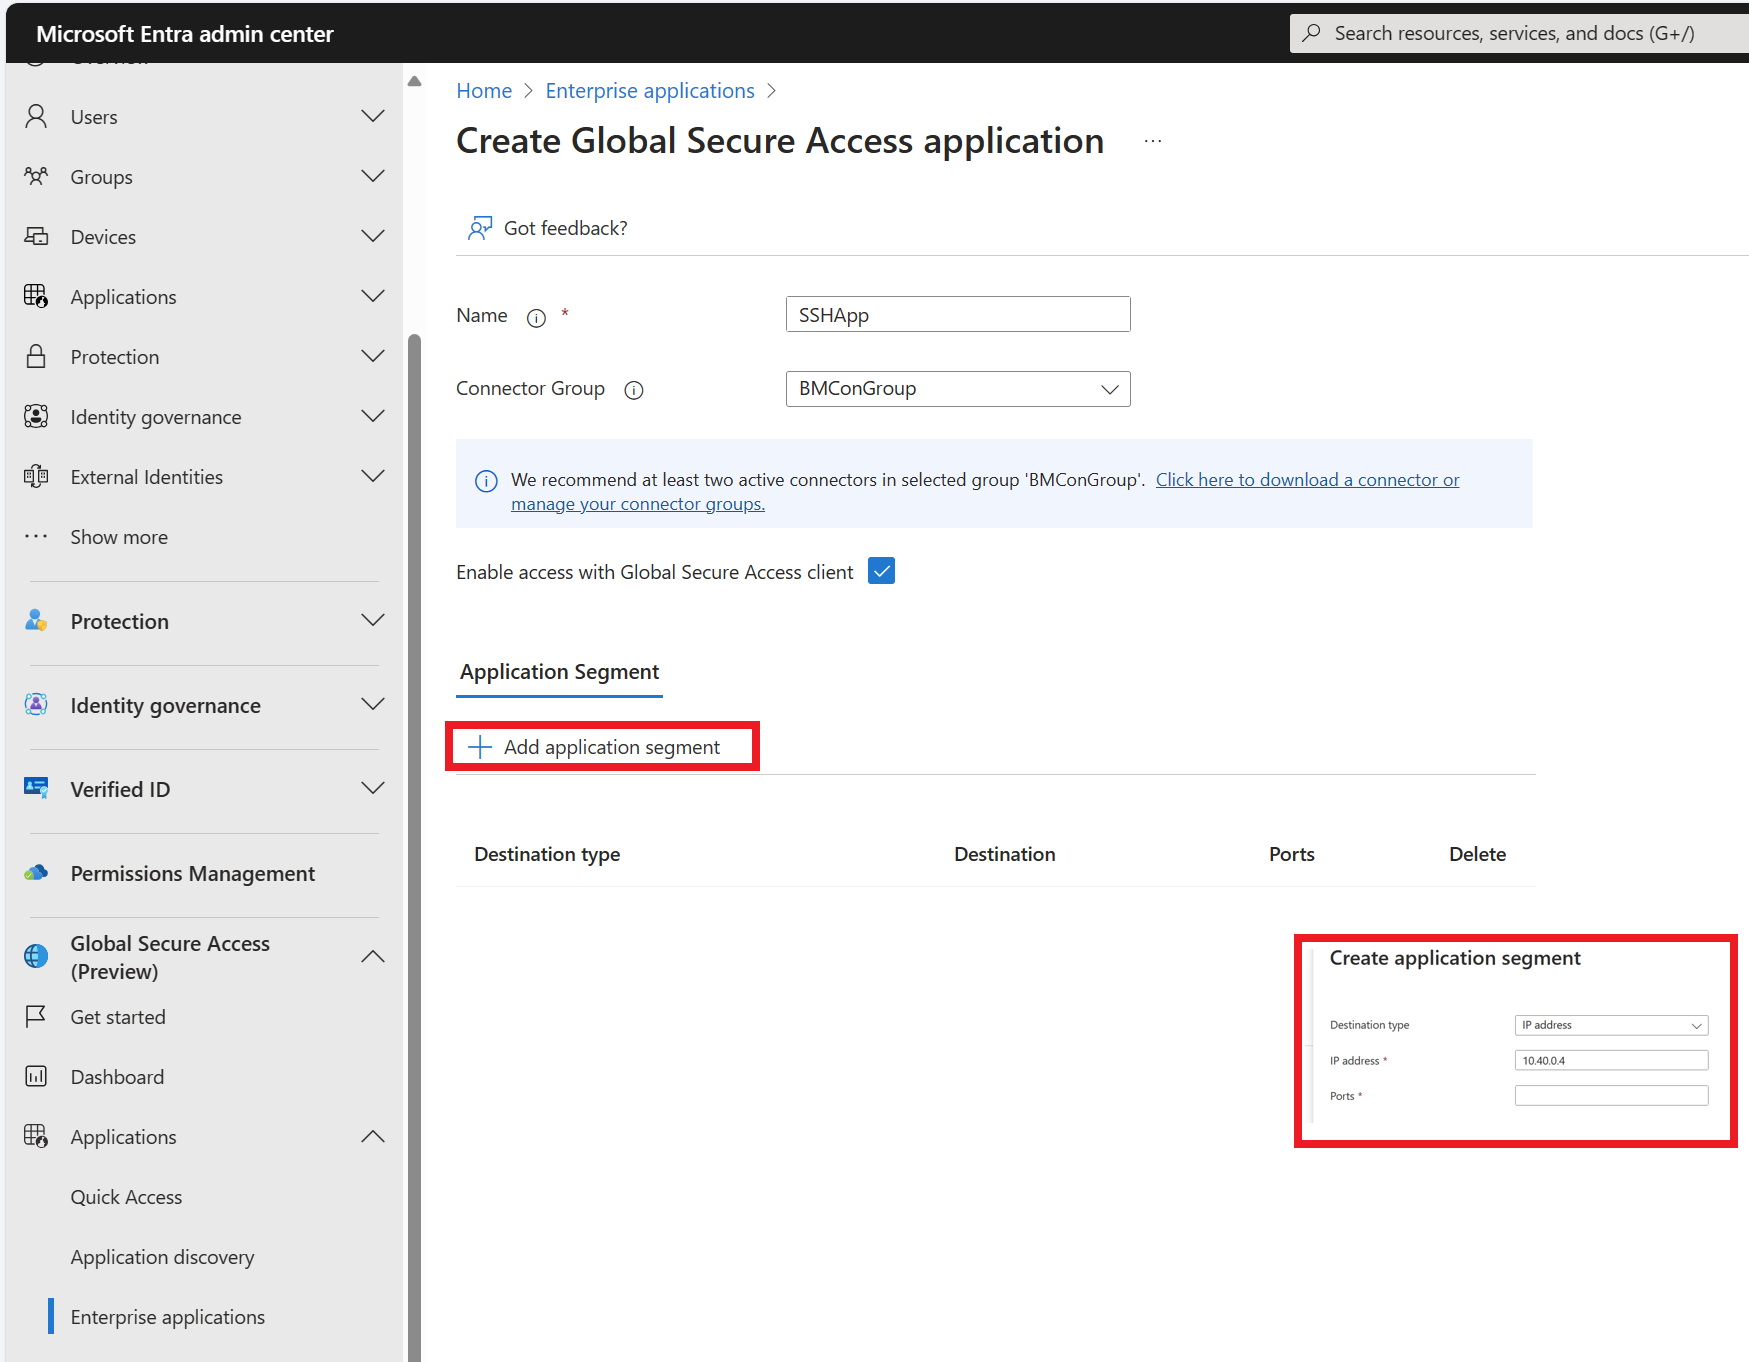 Microsoft Entra admin center
Search resources, services, and docs (G+/)
Users
Groups
Devices
Applications
Protection
Identity governance
External Identities
Show more
Protection
Identity governance
Verified ID
Permissions Management
Global Secure Access
(Preview)
Get started
Dashboard
Applications
Quick Access
Application discovery
Enterprise applications
Home > Enterprise applications >
Create Global Secure Access application ...
Got feedback?
Name * SSHApp
Connector Group BMConGroup
We recommend at least two active connectors in selected group 'BMConGroup'. Click here to download a connector or
manage your connector groups.
Enable access with Global Secure Access client
Application Segment
+ Add application segment
Destination type Destination Ports Delete
Create application segment
Destination type IP address
IP address * 10.40.0.4
Ports *